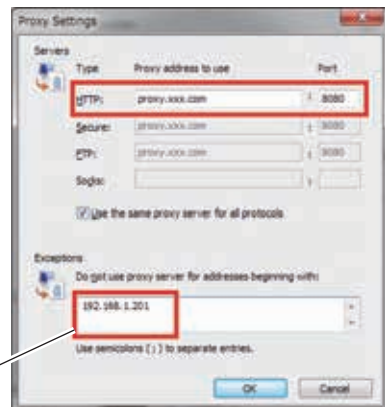 Proxy Settings
Servers
Type Proxy address to use Port
HTTP: proxy.xxx.com : 8080
Secure: proxy.xxx.com : 8080
FTP: proxy.xxx.com : 8080
Socks: :
Use the same proxy server for all protocols
Exceptions
Do not use proxy server for addresses beginning with:
192.168.1.201
Use semicolons ( ; ) to separate entries.
OK Cancel